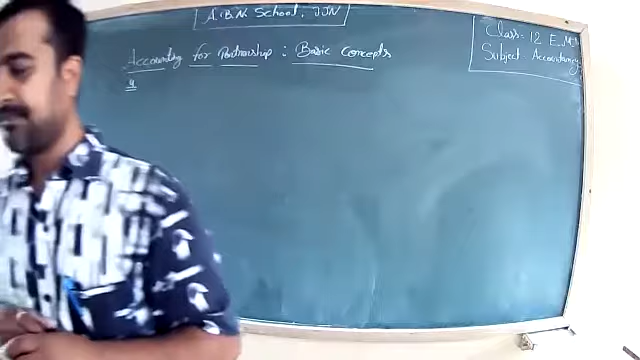 A.B.N School, JJN
Class: 12 E.M
Subject Accountancy
Accounting for Partnership : Basic Concepts